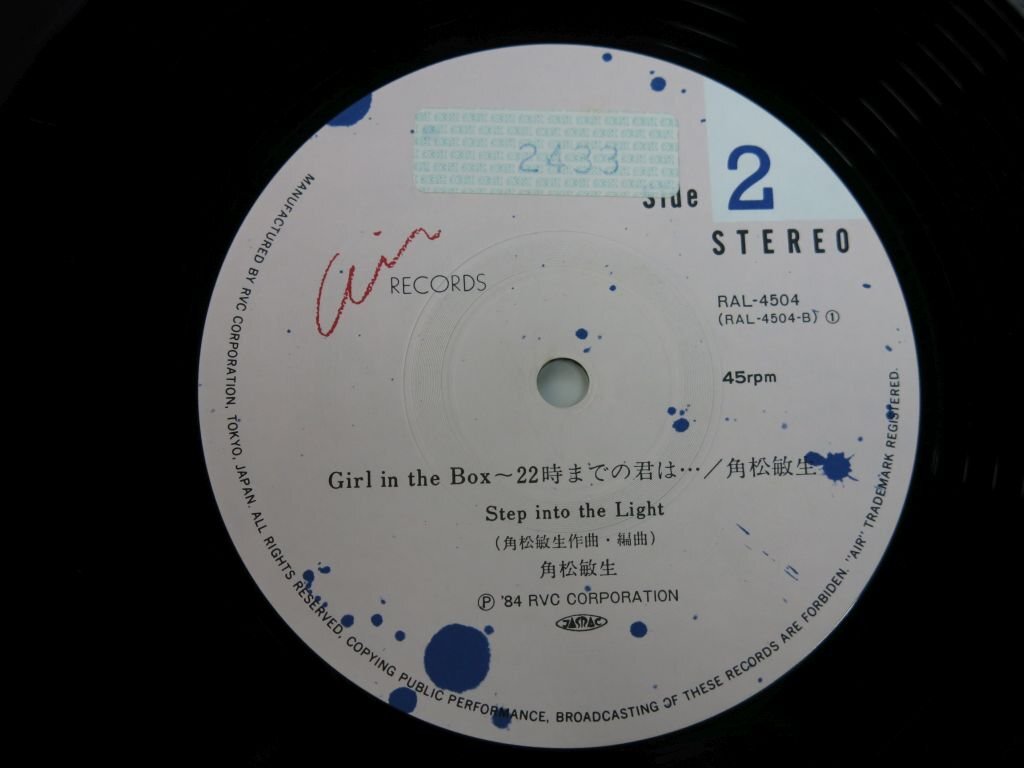 2433
Side 2
STEREO
air RECORDS
RAL-4504
(RAL-4504-B) ①
45rpm
Girl in the Box～22時までの君は…／角松敏生
Step into the Light
（角松敏生作曲・編曲）
角松敏生
Ⓟ '84 RVC CORPORATION
JASRAC
MANUFACTURED BY RVC CORPORATION, TOKYO, JAPAN. ALL RIGHTS RESERVED, COPYING PUBLIC PERFORMANCE, BROADCASTING OF THESE RECORDS ARE FORBIDDEN. "AIR" TRADEMARK REGISTERED.